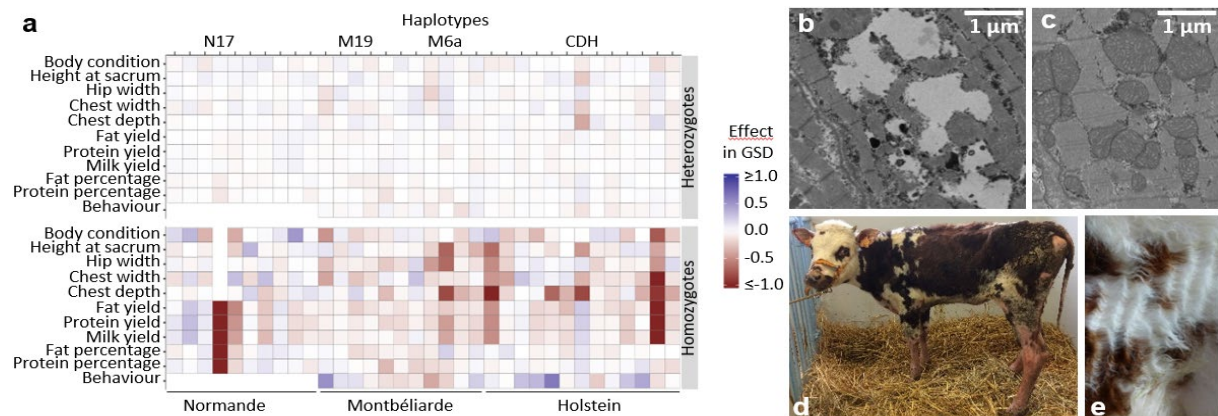 a
Haplotypes
N17 M19 M6a CDH
Body condition
Height at sacrum
Hip width
Chest width
Chest depth
Fat yield
Protein yield
Milk yield
Fat percentage
Protein percentage
Behaviour
Heterozygotes
Body condition
Height at sacrum
Hip width
Chest width
Chest depth
Fat yield
Protein yield
Milk yield
Fat percentage
Protein percentage
Behaviour
Homozygotes
Normande Montbéliarde Holstein
Effect
in GSD
≥1.0
0.5
0.0
-0.5
≤-1.0
b
1 µm
c
1 µm
d
e